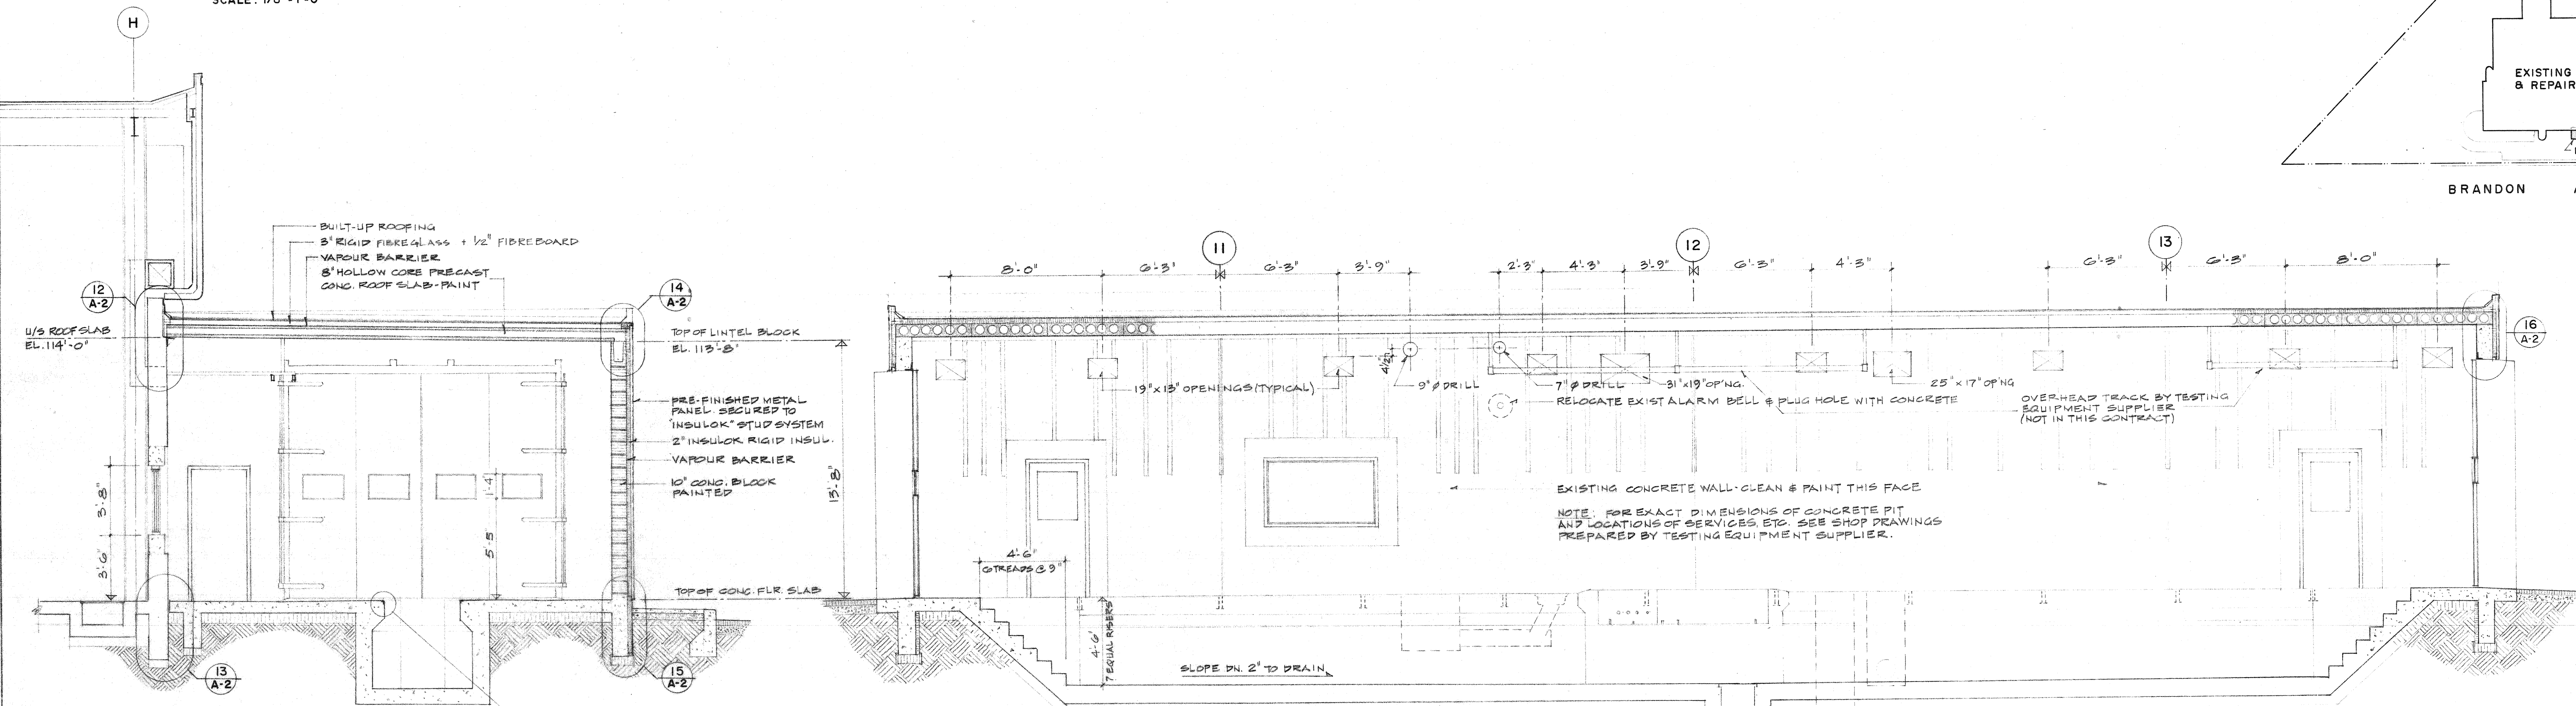 H
EXISTING
& REPAIR
BRANDON
BUILT-UP ROOFING
3" RIGID FIBREGLASS + 1/2" FIBREBOARD
VAPOUR BARRIER
8" HOLLOW CORE PRECAST
CONC. ROOF SLAB-PAINT
12
A-2
14
A-2
U/S ROOF SLAB
EL. 114'-0"
TOP OF LINTEL BLOCK
EL. 113'-8"
PRE-FINISHED METAL
PANEL SECURED TO
"INSULOK" STUD SYSTEM
2" INSULOK RIGID INSUL.
VAPOUR BARRIER
10" CONC. BLOCK
PAINTED
3'-8"
3'-6"
1'-4"
5'-5"
13'-8"
TOP OF CONC. FLR. SLAB
13
A-2
15
A-2
11
12
13
8'-0"
6'-3"
6'-3"
3'-9"
2'-3"
4'-3"
3'-9"
6'-3"
4'-3"
6'-3"
6'-3"
8'-0"
16
A-2
4 1/2"
19" x 13" OPENINGS (TYPICAL)
9" Ø DRILL
7" Ø DRILL
31" x 19" OP'NG.
25" x 17" OP'NG
RELOCATE EXIST ALARM BELL & PLUG HOLE WITH CONCRETE
OVERHEAD TRACK BY TESTING
EQUIPMENT SUPPLIER
(NOT IN THIS CONTRACT)
EXISTING CONCRETE WALL-CLEAN & PAINT THIS FACE
NOTE: FOR EXACT DIMENSIONS OF CONCRETE PIT
AND LOCATIONS OF SERVICES, ETC. SEE SHOP DRAWINGS
PREPARED BY TESTING EQUIPMENT SUPPLIER.
4'-6"
6 TREADS @ 9"
4'-6"
7 EQUAL RISERS
SLOPE DN. 2" TO DRAIN